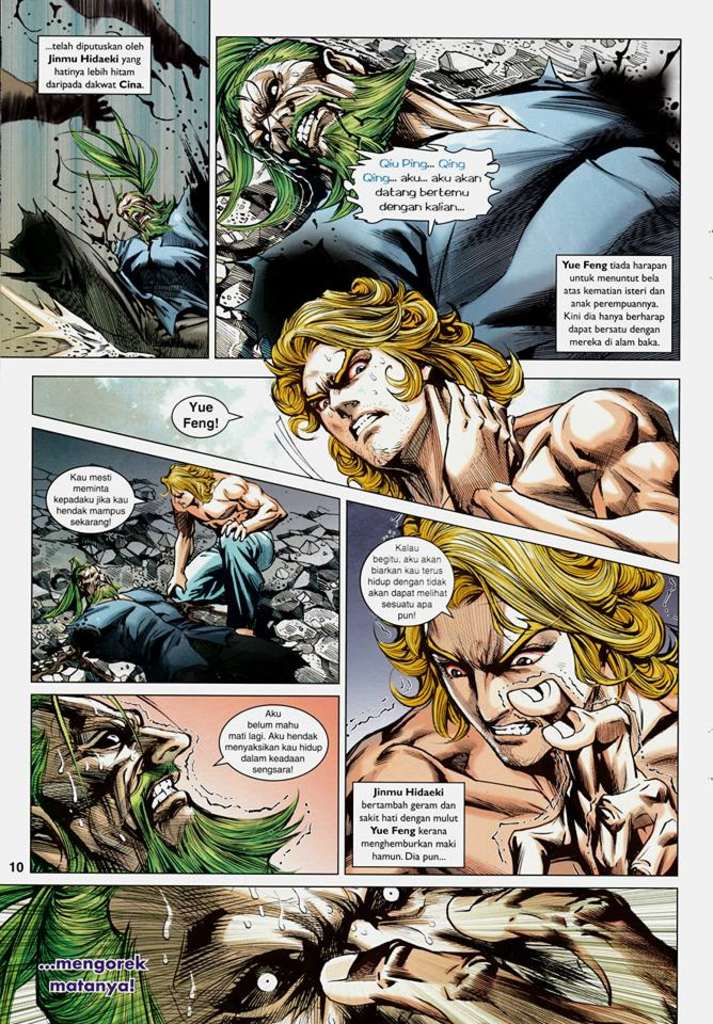 ...telah diputuskan oleh
Jinmu Hidaeki yang
hatinya lebih hitam
daripada dakwat Cina.
Qiu Ping... Qing
Qing... aku... aku akan
datang bertemu
dengan kalian...
Yue Feng tiada harapan
untuk menuntut bela
atas kematian isteri dan
anak perempuannya.
Kini dia hanya berharap
dapat bersatu dengan
mereka di alam baka.
Yue
Feng!
Kau mesti
meminta
kepadaku jika kau
hendak mampus
sekarang!
Kalau
begitu, aku akan
biarkan kau terus
hidup dengan tidak
akan dapat melihat
sesuatu apa
pun!
Aku
belum mahu
mati lagi. Aku hendak
menyaksikan kau hidup
dalam keadaan
sengsara!
Jinmu Hidaeki
bertambah geram dan
sakit hati dengan mulut
Yue Feng kerana
menghemburkan maki
hamun. Dia pun...
10
...mengorek
matanya!